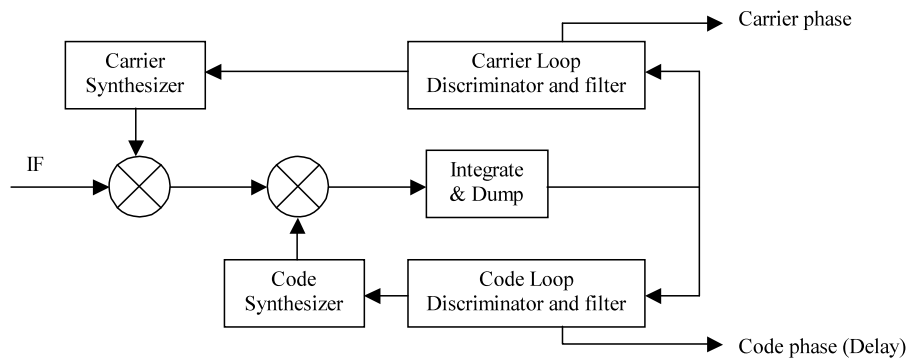 Carrier phase
Carrier
Synthesizer
Carrier Loop
Discriminator and filter
IF
Integrate
& Dump
Code
Synthesizer
Code Loop
Discriminator and filter
Code phase (Delay)